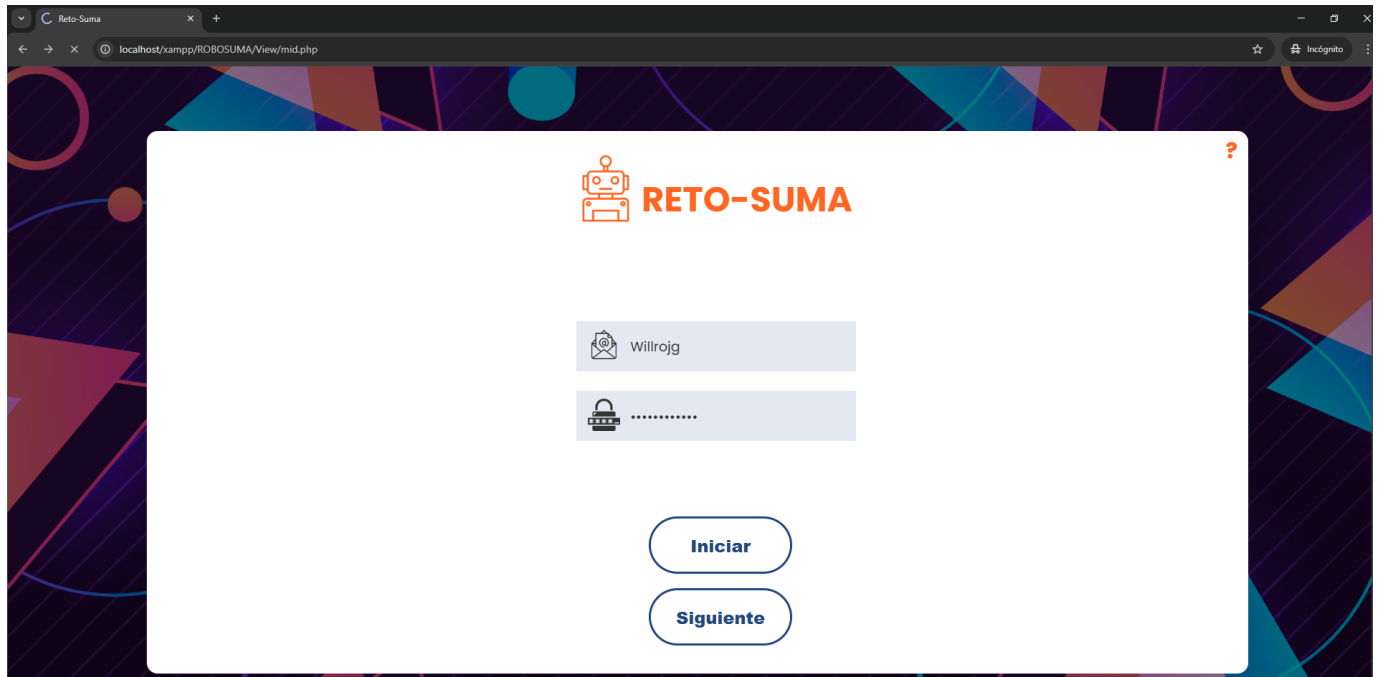 Reto-Suma
localhost/xampp/ROBOSUMA/View/mid.php
Incógnito
?
RETO-SUMA
@
Willrojg
••••••••••••
Iniciar
Siguiente